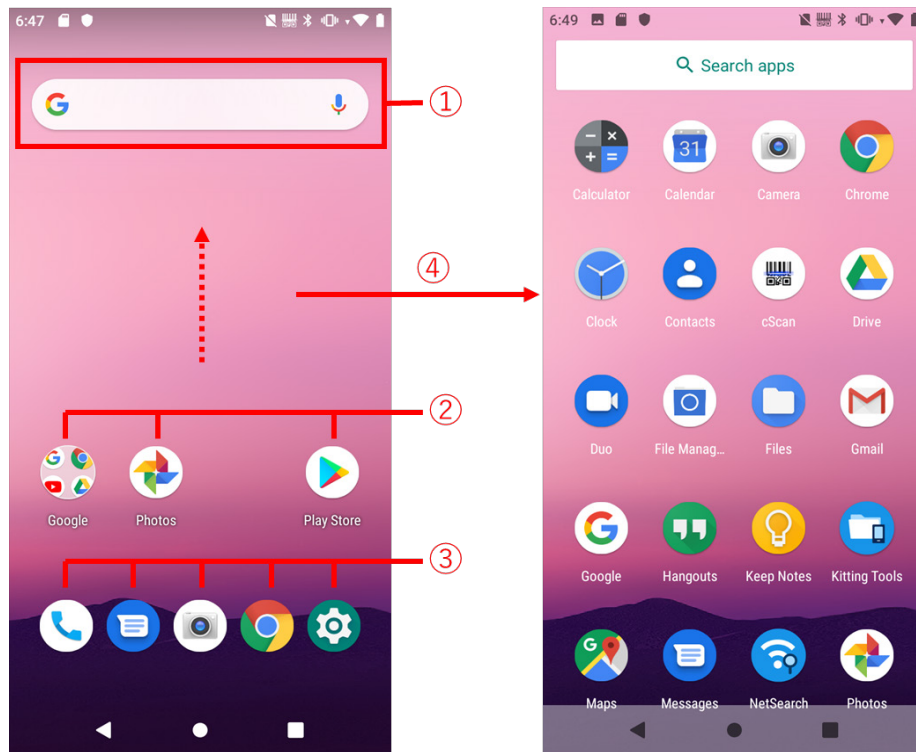 6:47
①
②
Google Photos Play Store
③
④
6:49
Search apps
31
Calculator Calendar Camera Chrome
Clock Contacts cScan Drive
Duo File Manag... Files Gmail
G
Google Hangouts Keep Notes Kitting Tools
G
Maps Messages NetSearch Photos